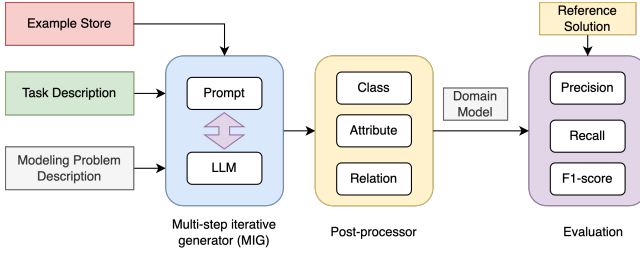 Example Store
Task Description
Modeling Problem
Description
Prompt
LLM
Multi-step iterative
generator (MIG)
Class
Attribute
Relation
Post-processor
Domain
Model
Reference
Solution
Precision
Recall
F1-score
Evaluation